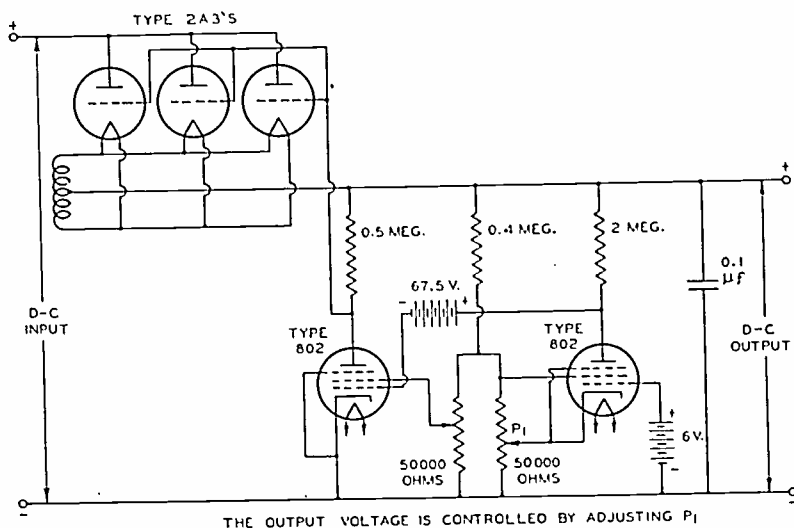 TYPE 2A3'S
+
+
0.5 MEG.
0.4 MEG.
2 MEG.
67.5 V.
- +
0.1
µf
D-C
INPUT
TYPE
802
TYPE
802
D-C
OUTPUT
P1
+
6 V.
-
50000
OHMS
50000
OHMS
-
-
THE OUTPUT VOLTAGE IS CONTROLLED BY ADJUSTING P1